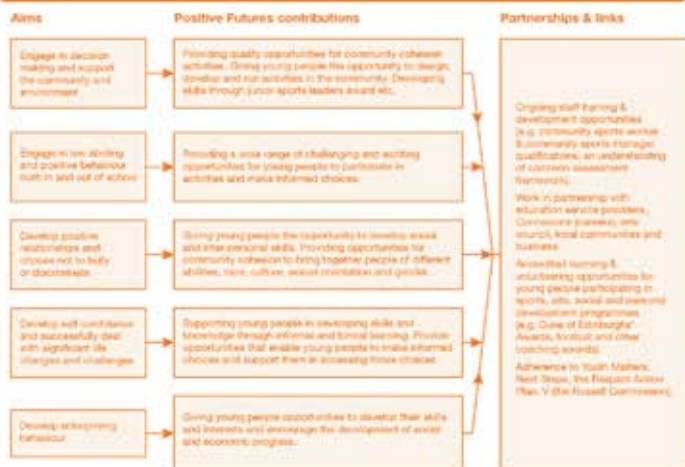 Aims
Positive Futures contributions
Partnerships & links
Engage in decision
making and support
the community and
environment
Providing quality opportunities for community cohesion
activities. Giving young people the opportunity to design,
develop and run activities in the community. Developing
skills through junior sports leaders award etc.
Engage in law abiding
and positive behaviour
both in and out of school
Providing a wide range of challenging and exciting
opportunities for young people to participate in
activities and make informed choices.
Develop positive
relationships and
choose not to bully
or discriminate
Giving young people the opportunity to develop social
and inter-personal skills. Providing opportunities for
community cohesion to bring together people of different
abilities, race, culture, sexual orientation and gender.
Develop self-confidence
and successfully deal
with significant life
changes and challenges
Supporting young people in developing skills and
knowledge through informal and formal learning. Provide
opportunities that enable young people to make informed
choices and support them in accessing those choices.
Develop enterprising
behaviour
Giving young people opportunities to develop their skills
and interests and encourage the development of social
and economic progress.
Ongoing staff training &
development opportunities
(e.g. community sports worker
& community sports manager
qualifications, an understanding
of common assessment
framework).
Work in partnership with
education service providers,
Connexions (careers), arts
council, local communities and
business
Accredited learning &
volunteering opportunities for
young people participating in
sports, arts, social and personal
development programmes
(e.g. Duke of Edinburghs'
Awards, football and other
coaching awards).
Adherence to Youth Matters:
Next Steps, the Respect Action
Plan, V (the Russell Commission)